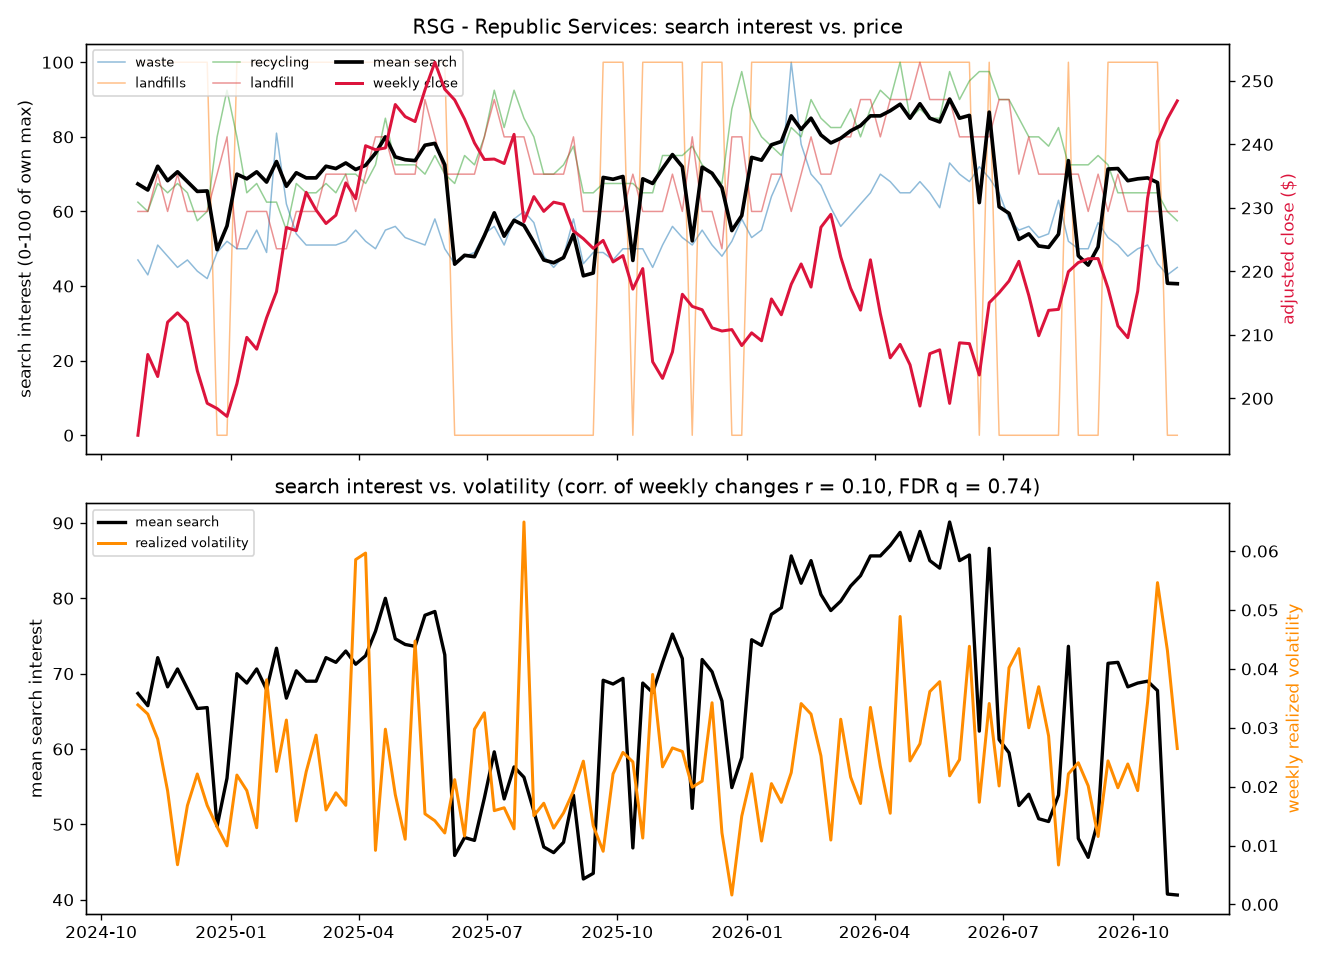 RSG - Republic Services: search interest vs. price
waste
landfills
recycling
landfill
mean search
weekly close
search interest (0-100 of own max)
100
80
60
40
20
0
adjusted close ($)
250
240
230
220
210
200
search interest vs. volatility (corr. of weekly changes r = 0.10, FDR q = 0.74)
mean search
realized volatility
mean search interest
90
80
70
60
50
40
weekly realized volatility
0.06
0.05
0.04
0.03
0.02
0.01
0.00
2024-10
2025-01
2025-04
2025-07
2025-10
2026-01
2026-04
2026-07
2026-10